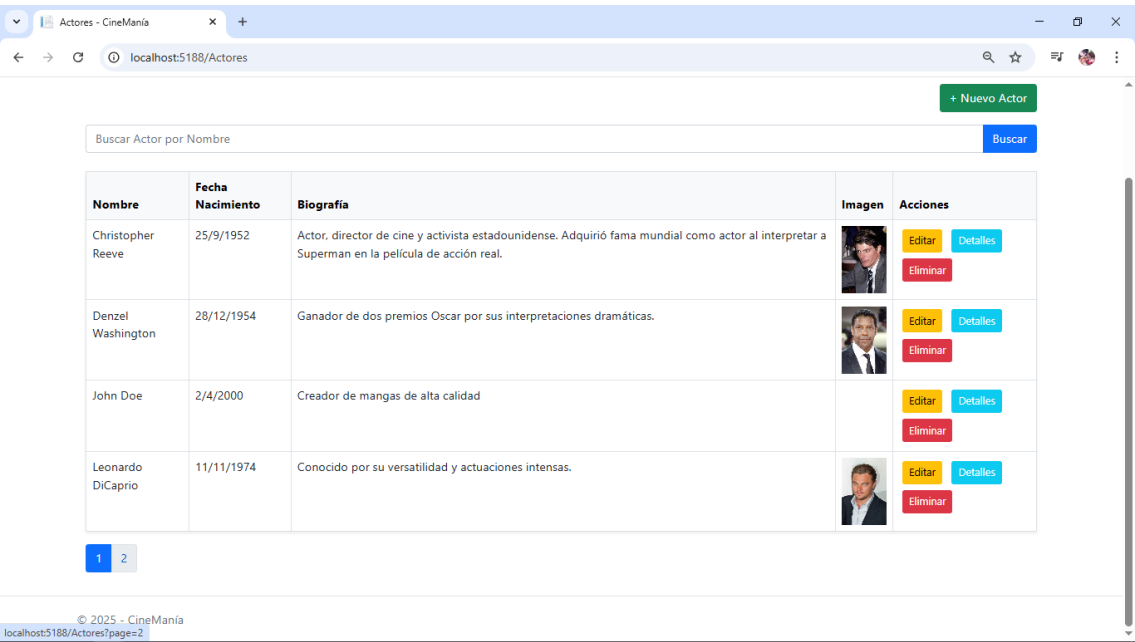 Actores - CineManía
localhost:5188/Actores
+ Nuevo Actor
Buscar Actor por Nombre
Buscar
Nombre
Fecha
Nacimiento
Biografía
Imagen
Acciones
Christopher
Reeve
25/9/1952
Actor, director de cine y activista estadounidense. Adquirió fama mundial como actor al interpretar a
Superman en la película de acción real.
Editar
Detalles
Eliminar
Denzel
Washington
28/12/1954
Ganador de dos premios Oscar por sus interpretaciones dramáticas.
Editar
Detalles
Eliminar
John Doe
2/4/2000
Creador de mangas de alta calidad
Editar
Detalles
Eliminar
Leonardo
DiCaprio
11/11/1974
Conocido por su versatilidad y actuaciones intensas.
Editar
Detalles
Eliminar
1
2
© 2025 - CineManía
localhost:5188/Actores?page=2